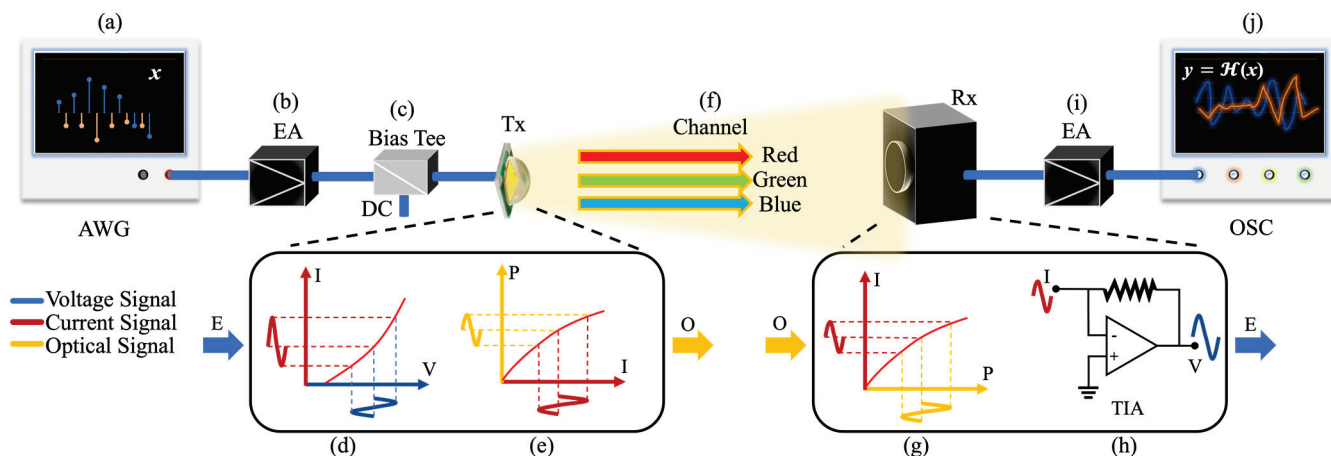 (a)
x
AWG
(b)
EA
(c)
Bias Tee
DC
Tx
(f)
Channel
Red
Green
Blue
Rx
(i)
EA
(j)
y = ℋ(x)
OSC
Voltage Signal
Current Signal
Optical Signal
E
I
V
(d)
P
I
(e)
O
O
I
P
(g)
I
-
+
V
TIA
(h)
E